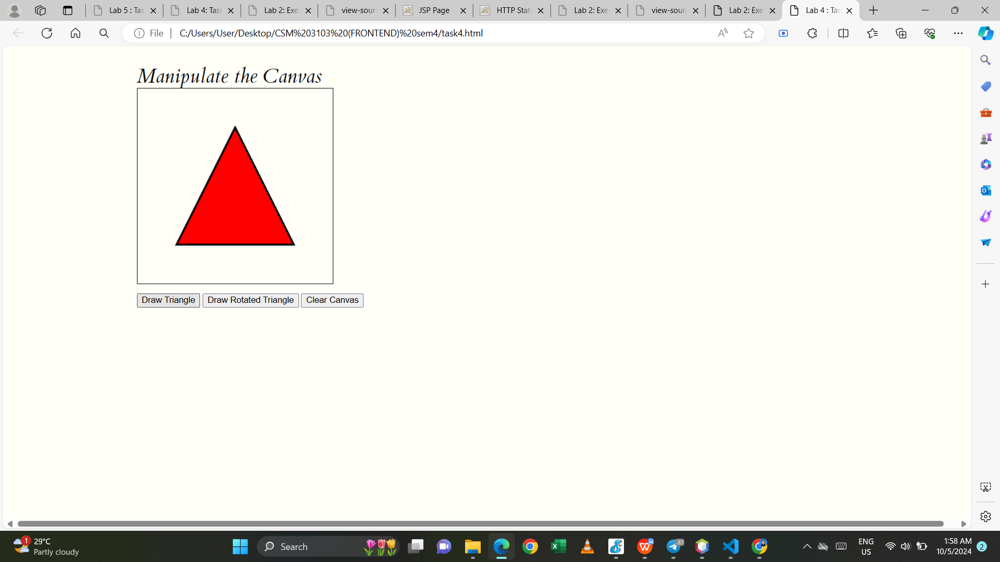 Lab 5 : Tas
Lab 4: Task
Lab 2: Exe
view-sour
JSP Page
HTTP Stat
Lab 2: Exe
view-sour
Lab 2: Exe
Lab 4 : Tas
File
C:/Users/User/Desktop/CSM%203103%20(FRONTEND)%20sem4/task4.html
Manipulate the Canvas
Draw Triangle
Draw Rotated Triangle
Clear Canvas
1
29°C
Partly cloudy
Search
81
ENG
US
1:58 AM
10/5/2024
2